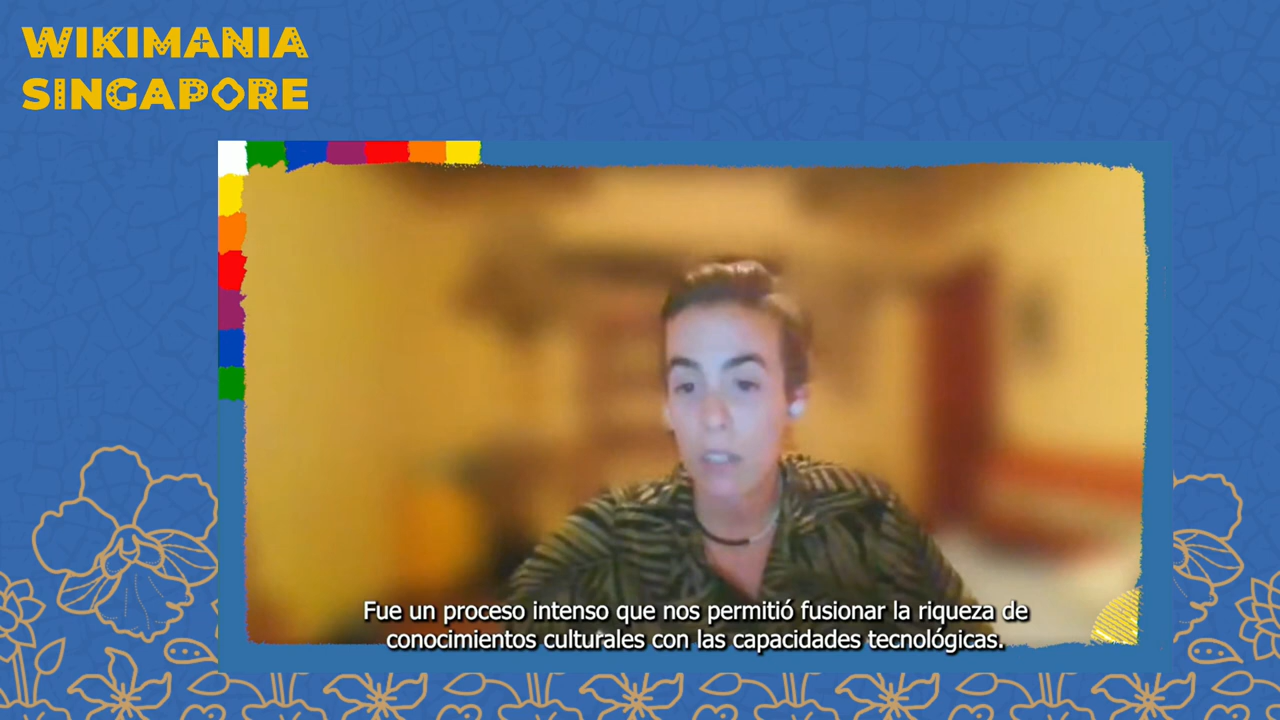 WIKIMANIA
SINGAPORE
Fue un proceso intenso que nos permitió fusionar la riqueza de
conocimientos culturales con las capacidades tecnológicas.